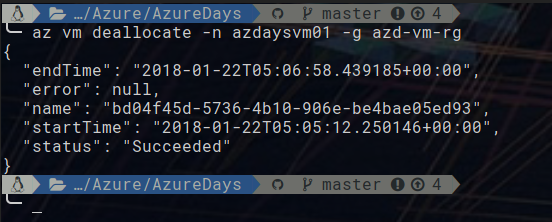 …/Azure/AzureDays master 4
az vm deallocate -n azdaysvm01 -g azd-vm-rg
{
  "endTime": "2018-01-22T05:06:58.439185+00:00",
  "error": null,
  "name": "bd04f45d-5736-4b10-906e-be4bae05ed93",
  "startTime": "2018-01-22T05:05:12.250146+00:00",
  "status": "Succeeded"
}
…/Azure/AzureDays master 4
_